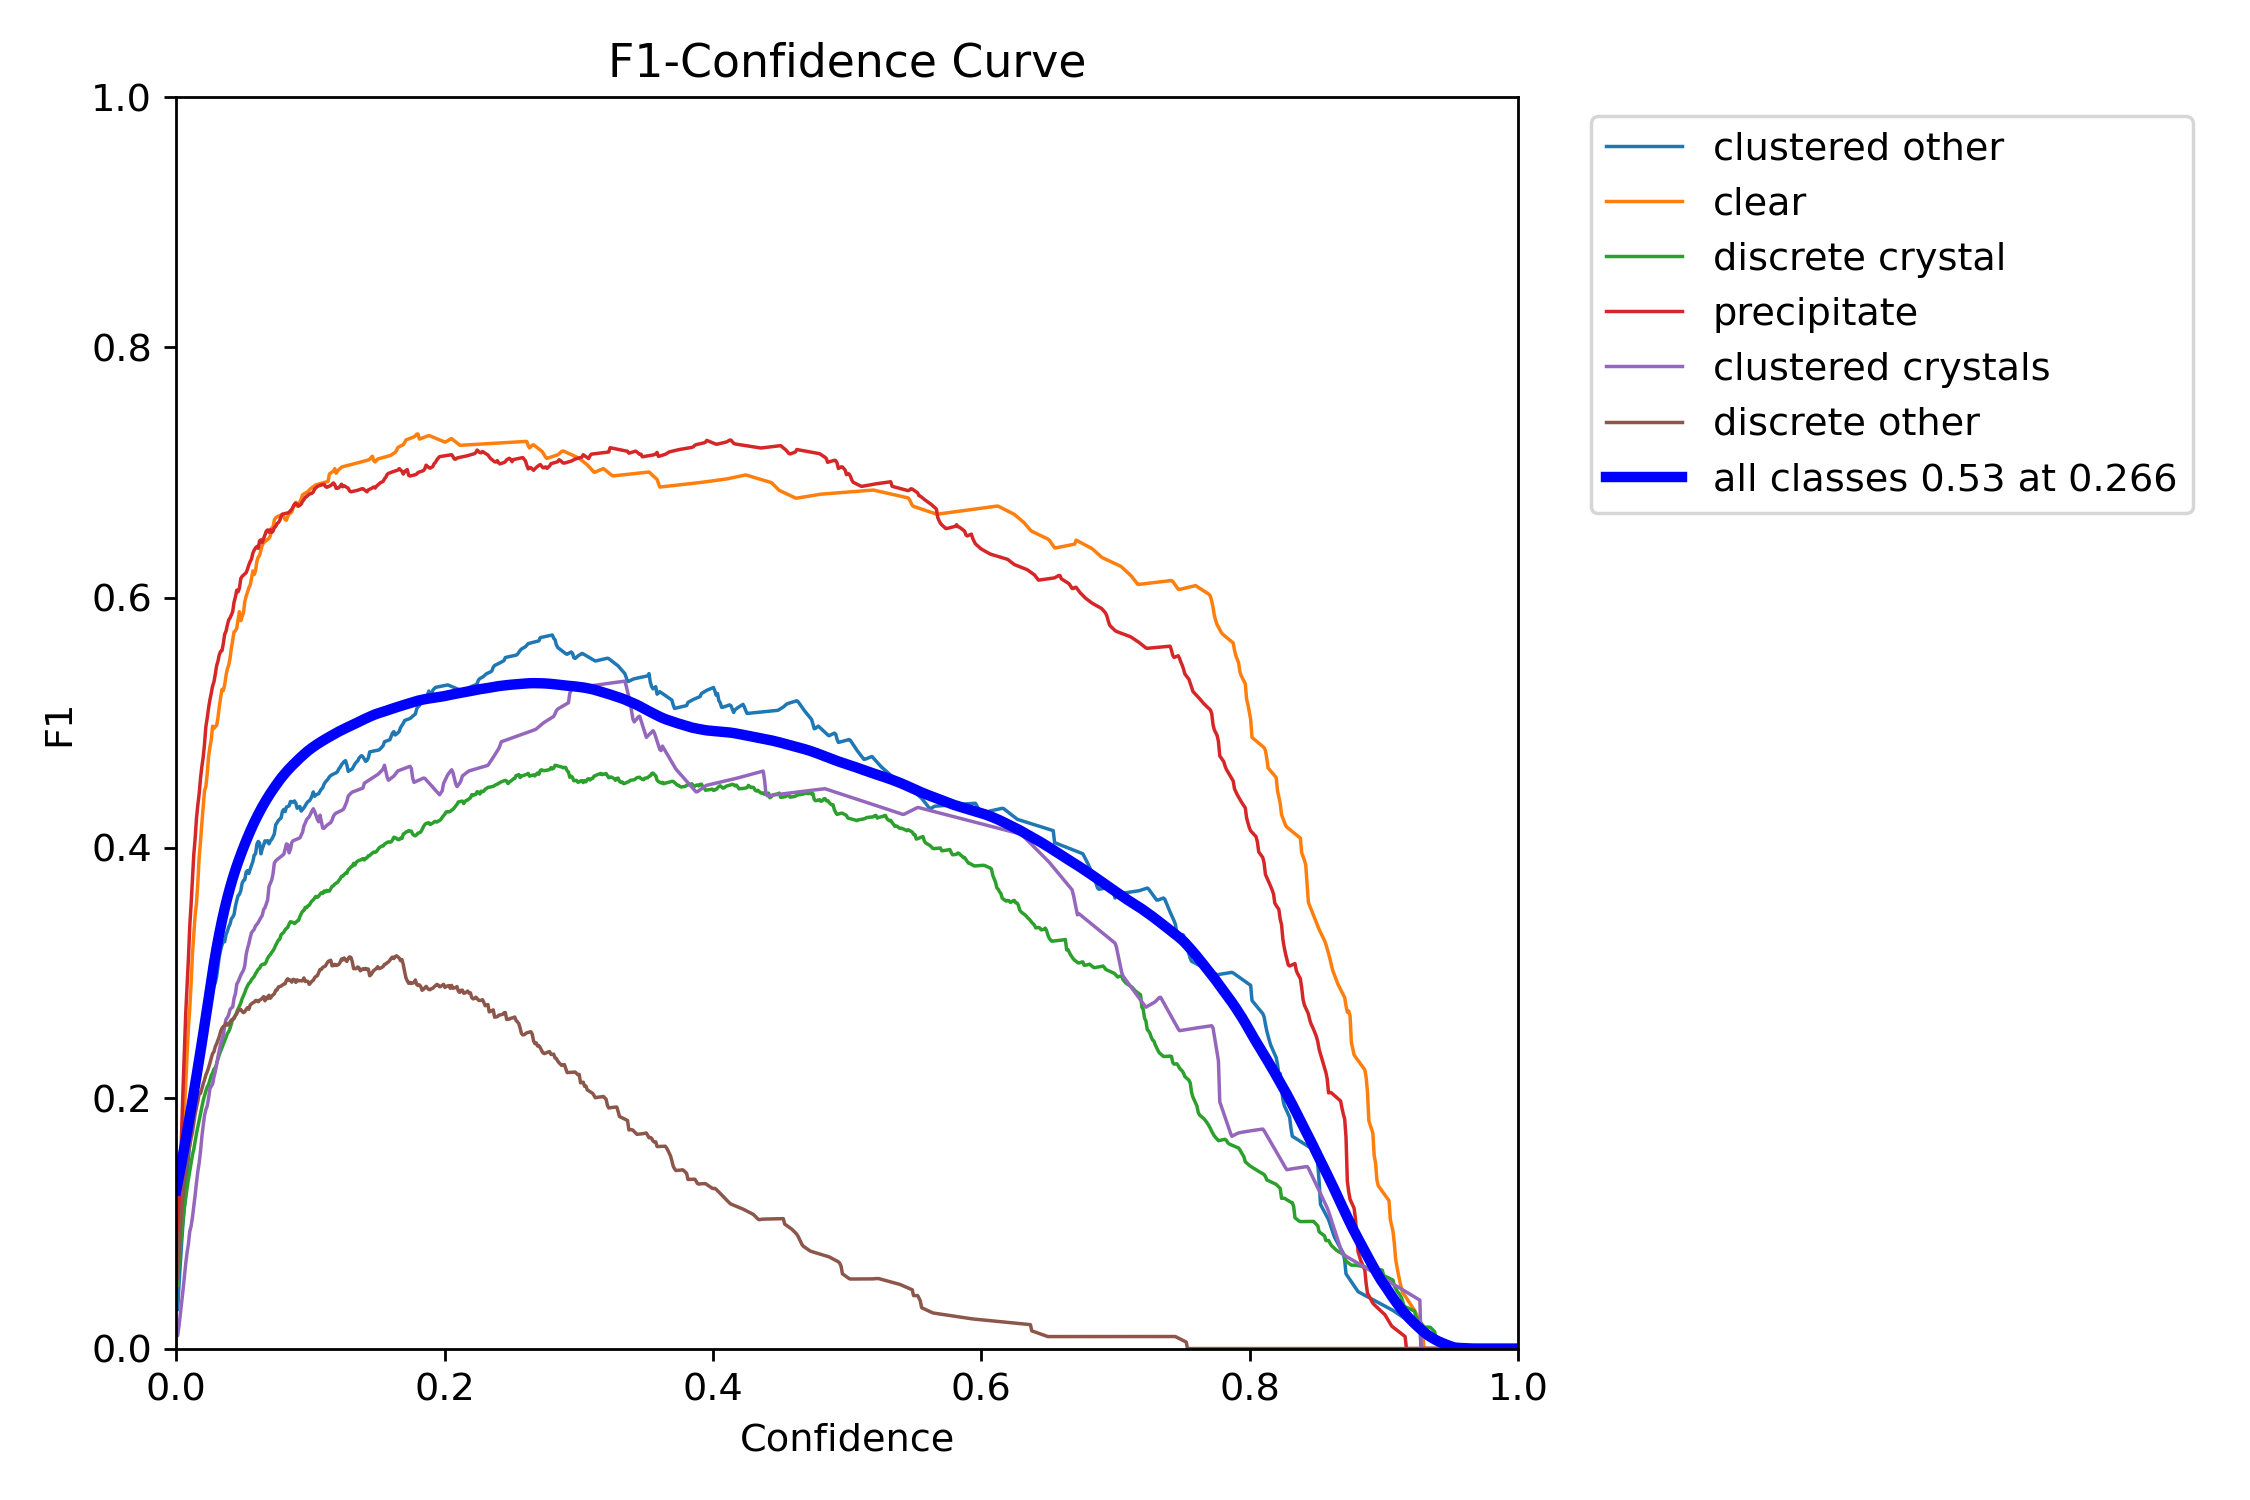 F1-Confidence Curve
1.0
0.8
0.6
0.4
0.2
0.0
F1
0.0 0.2 0.4 0.6 0.8 1.0
Confidence
clustered other
clear
discrete crystal
precipitate
clustered crystals
discrete other
all classes 0.53 at 0.266